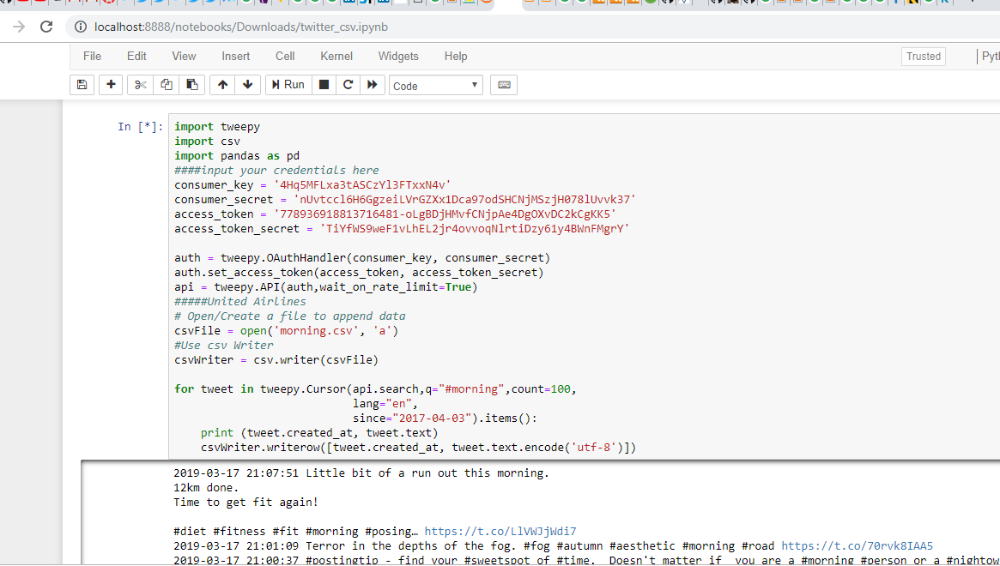 localhost:8888/notebooks/Downloads/twitter_csv.ipynb
File Edit View Insert Cell Kernel Widgets Help Trusted Pyth
Run Code
In [*]:
import tweepy
import csv
import pandas as pd
####input your credentials here
consumer_key = '4Hq5MFLxa3tASCzYl3FTxxN4v'
consumer_secret = 'nUvtccl6H6GgzeiLVrGZXx1Dca97odSHCNjMSzjH078lUvvk37'
access_token = '778936918813716481-oLgBDjHMvfCNjpAe4DgOXvDC2kCgKK5'
access_token_secret = 'TiYfWS9weF1vLhEL2jr4ovvoqNlrtiDzy61y4BWnFMgrY'
auth = tweepy.OAuthHandler(consumer_key, consumer_secret)
auth.set_access_token(access_token, access_token_secret)
api = tweepy.API(auth,wait_on_rate_limit=True)
#####United Airlines
# Open/Create a file to append data
csvFile = open('morning.csv', 'a')
#Use csv Writer
csvWriter = csv.writer(csvFile)
for tweet in tweepy.Cursor(api.search,q="#morning",count=100,
lang="en",
since="2017-04-03").items():
print (tweet.created_at, tweet.text)
csvWriter.writerow([tweet.created_at, tweet.text.encode('utf-8')])
2019-03-17 21:07:51 Little bit of a run out this morning.
12km done.
Time to get fit again!
#diet #fitness #fit #morning #posing… https://t.co/LlVWJjWdi7
2019-03-17 21:01:09 Terror in the depths of the fog. #fog #autumn #aesthetic #morning #road https://t.co/70rvk8IAA5
2019-03-17 21:00:37 #postingtip - find your #sweetspot of #time. Doesn't matter if you are a #morning #person or a #nightow